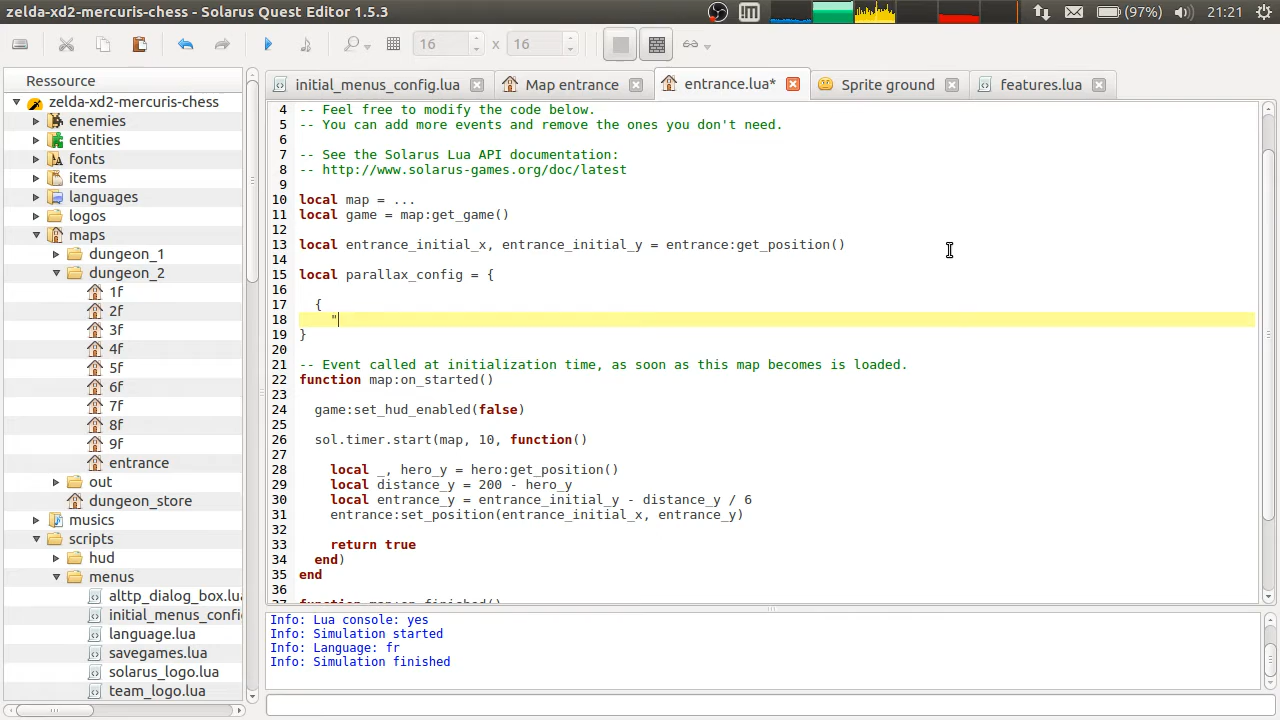 zelda-xd2-mercuris-chess - Solarus Quest Editor 1.5.3
(97%)
21:21
16 x 16
Ressource
initial_menus_config.lua
Map entrance
entrance.lua*
Sprite ground
features.lua
zelda-xd2-mercuris-chess
enemies
entities
fonts
items
languages
logos
maps
dungeon_1
dungeon_2
1f
2f
3f
4f
5f
6f
7f
8f
9f
entrance
out
dungeon_store
musics
scripts
hud
menus
alttp_dialog_box.lua
initial_menus_confi
language.lua
savegames.lua
solarus_logo.lua
team_logo.lua
4 -- Feel free to modify the code below.
5 -- You can add more events and remove the ones you don't need.
6
7 -- See the Solarus Lua API documentation:
8 -- http://www.solarus-games.org/doc/latest
9
10 local map = ...
11 local game = map:get_game()
12
13 local entrance_initial_x, entrance_initial_y = entrance:get_position()
14
15 local parallax_config = {
16
17 {
18 "
19 }
20
21 -- Event called at initialization time, as soon as this map becomes is loaded.
22 function map:on_started()
23
24 game:set_hud_enabled(false)
25
26 sol.timer.start(map, 10, function()
27
28 local _, hero_y = hero:get_position()
29 local distance_y = 200 - hero_y
30 local entrance_y = entrance_initial_y - distance_y / 6
31 entrance:set_position(entrance_initial_x, entrance_y)
32
33 return true
34 end)
35 end
36
37 function map:on_finished()
Info: Lua console: yes
Info: Simulation started
Info: Language: fr
Info: Simulation finished